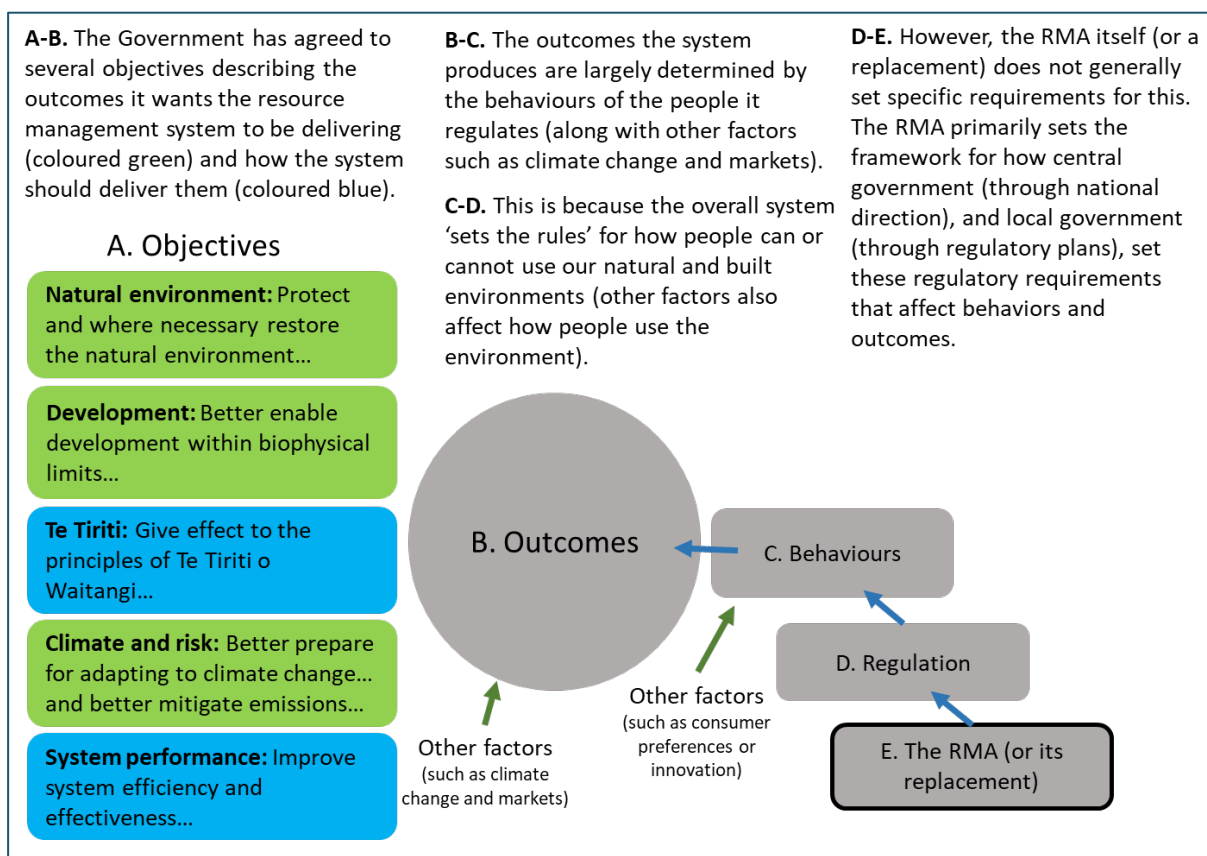 A-B. The Government has agreed to
several objectives describing the
outcomes it wants the resource
management system to be delivering
(coloured green) and how the system
should deliver them (coloured blue).
B-C. The outcomes the system
produces are largely determined by
the behaviours of the people it
regulates (along with other factors
such as climate change and markets).
C-D. This is because the overall system
‘sets the rules’ for how people can or
cannot use our natural and built
environments (other factors also
affect how people use the
environment).
D-E. However, the RMA itself (or a
replacement) does not generally
set specific requirements for this.
The RMA primarily sets the
framework for how central
government (through national
direction), and local government
(through regulatory plans), set
these regulatory requirements
that affect behaviors and
outcomes.
A. Objectives
Natural environment: Protect
and where necessary restore
the natural environment…
Development: Better enable
development within biophysical
limits…
Te Tiriti: Give effect to the
principles of Te Tiriti o
Waitangi…
Climate and risk: Better prepare
for adapting to climate change…
and better mitigate emissions…
System performance: Improve
system efficiency and
effectiveness…
B. Outcomes
C. Behaviours
D. Regulation
E. The RMA (or its
replacement)
Other factors
(such as climate
change and markets)
Other factors
(such as consumer
preferences or
innovation)